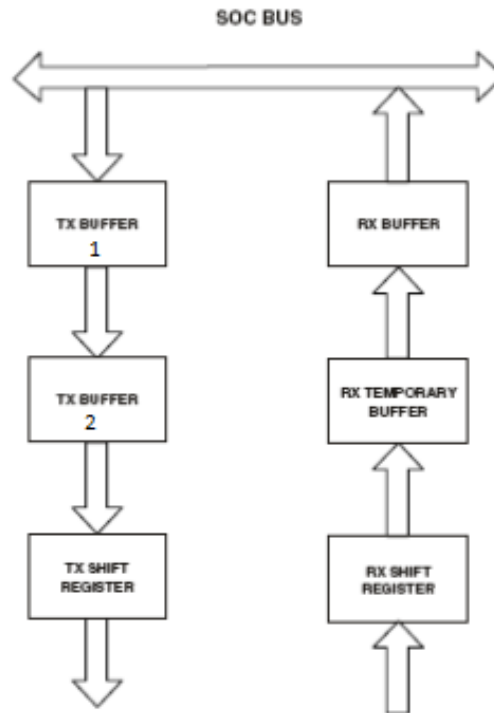 SOC BUS
TX BUFFER
1
RX BUFFER
TX BUFFER
2
RX TEMPORARY
BUFFER
TX SHIFT
REGISTER
RX SHIFT
REGISTER